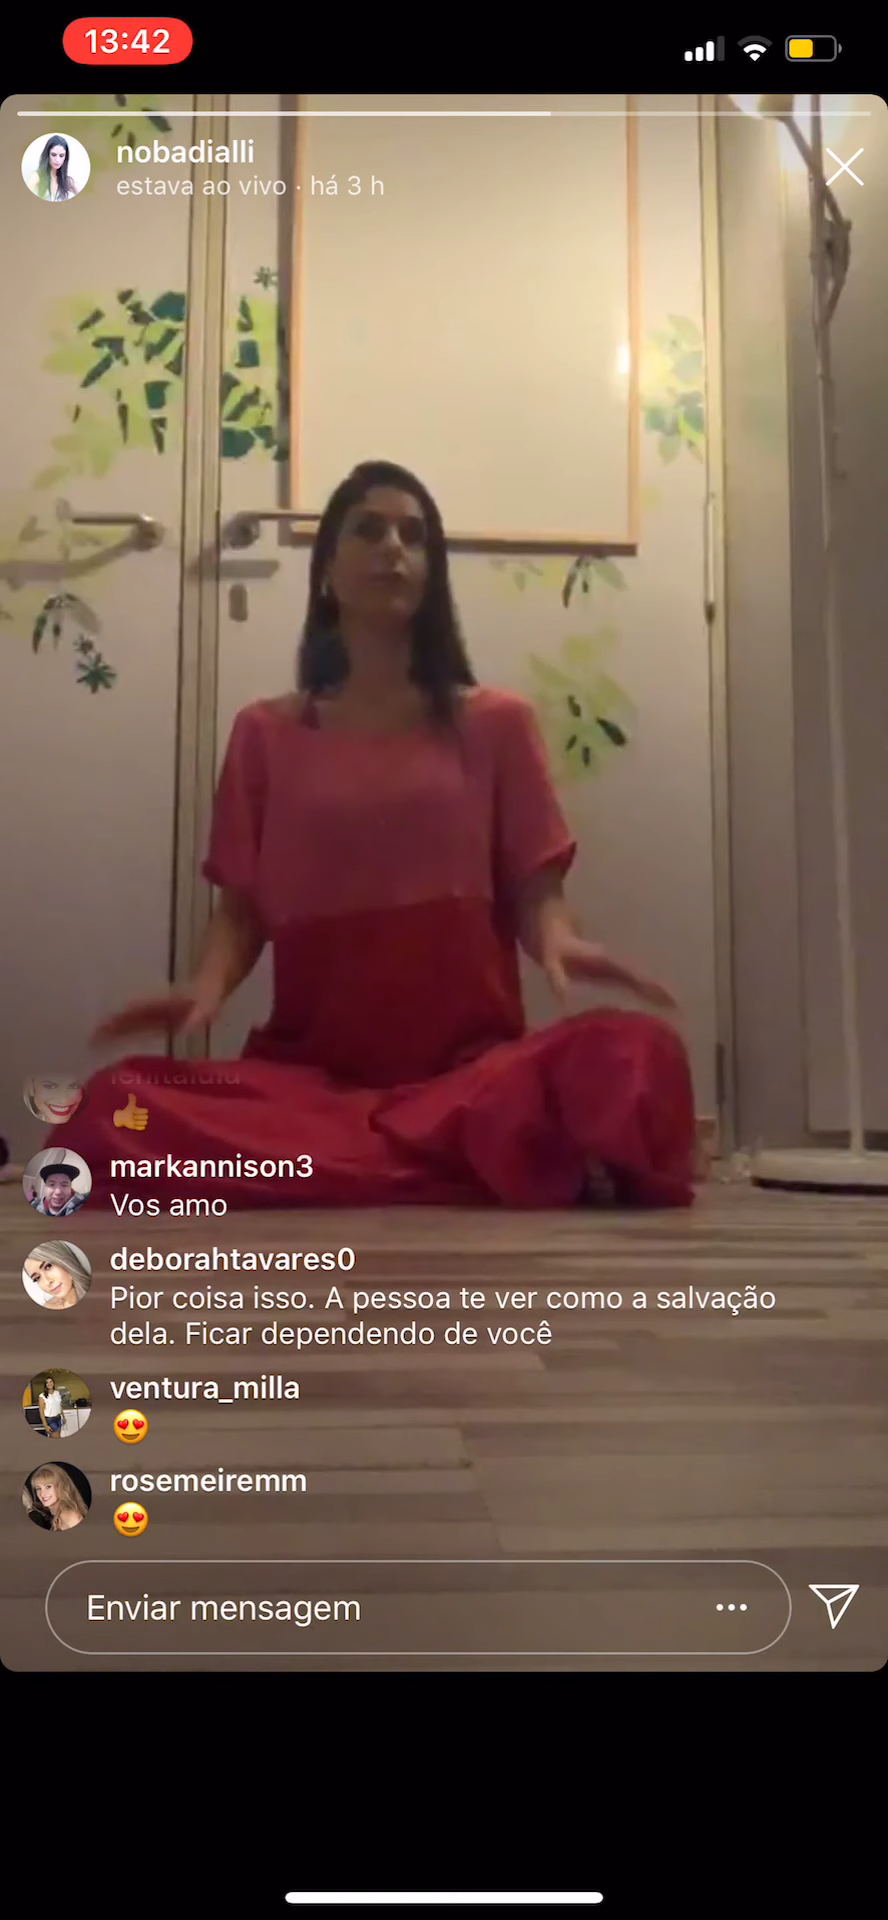 13:42
nobadialli
estava ao vivo · há 3 h
markannison3
Vos amo
deborahtavares0
Pior coisa isso. A pessoa te ver como a salvação
dela. Ficar dependendo de você
ventura_milla
😍
rosemeiremm
😍
Enviar mensagem